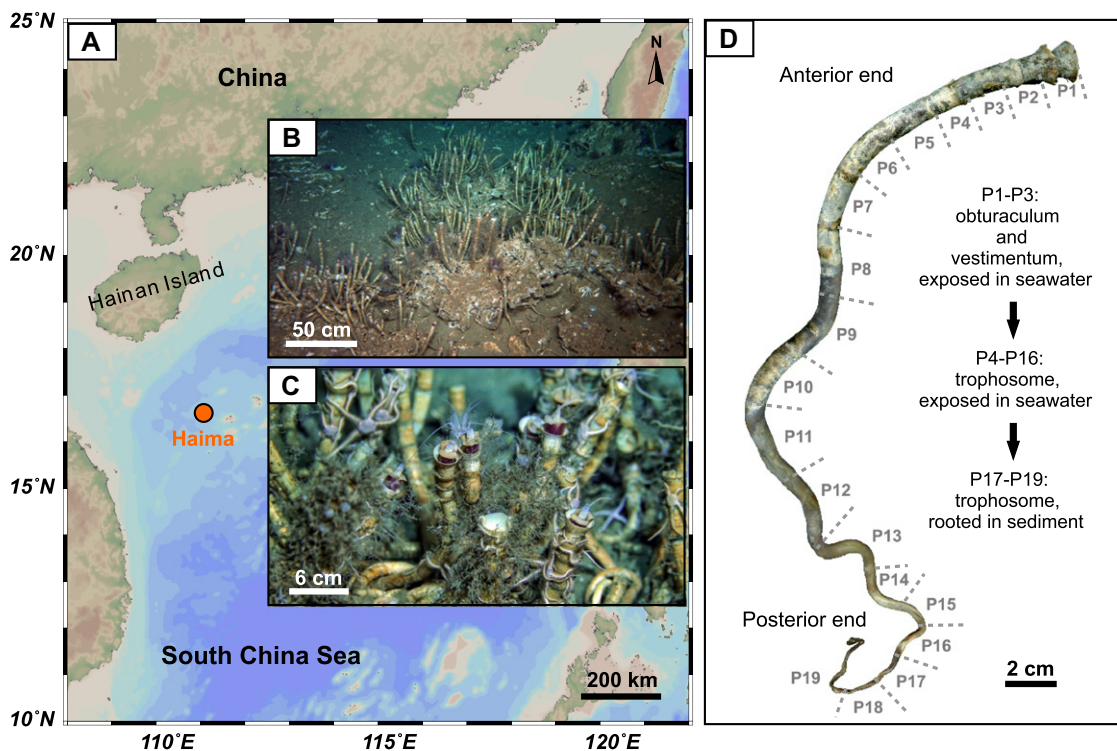 25°N
20°N
15°N
10°N
110°E
115°E
120°E
A
China
N
Hainan Island
Haima
South China Sea
200 km
B
50 cm
C
6 cm
D
Anterior end
P1
P2
P3
P4
P5
P6
P7
P8
P9
P10
P11
P12
P13
P14
P15
P16
P17
P18
P19
Posterior end
P1-P3:
obturaculum
and
vestimentum,
exposed in seawater
P4-P16:
trophosome,
exposed in seawater
P17-P19:
trophosome,
rooted in sediment
2 cm